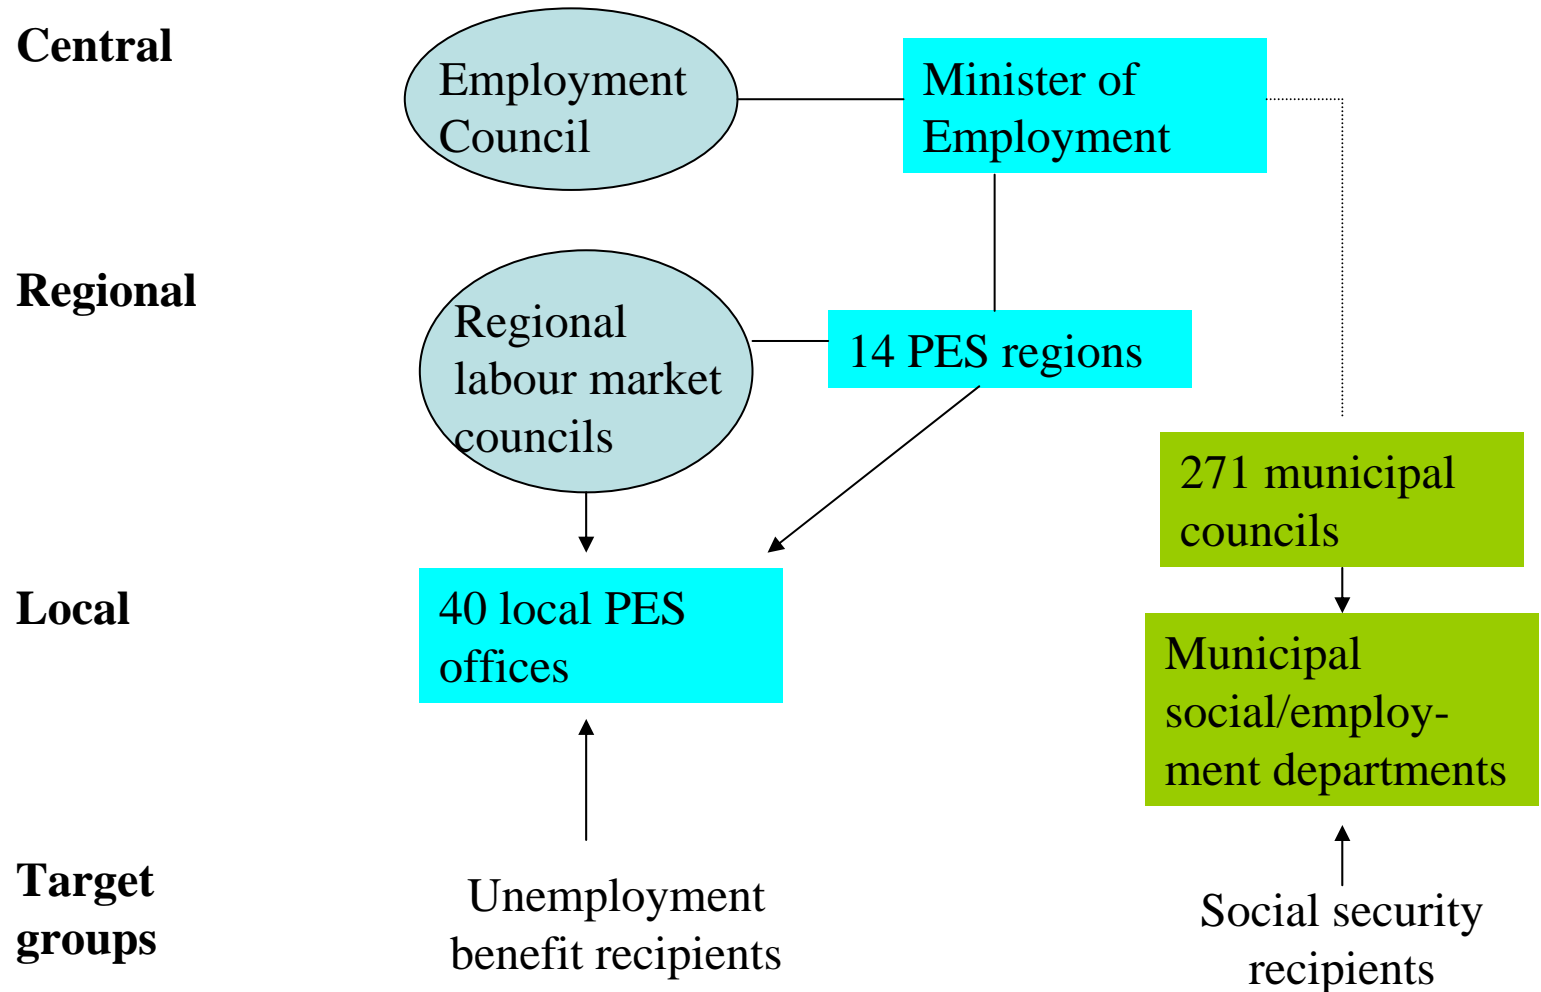 Central
Employment
Council
Minister of
Employment
Regional
Regional
labour market
councils
14 PES regions
271 municipal
councils
Local
40 local PES
offices
Municipal
social/employ-
ment departments
Target
groups
Unemployment
benefit recipients
Social security
recipients